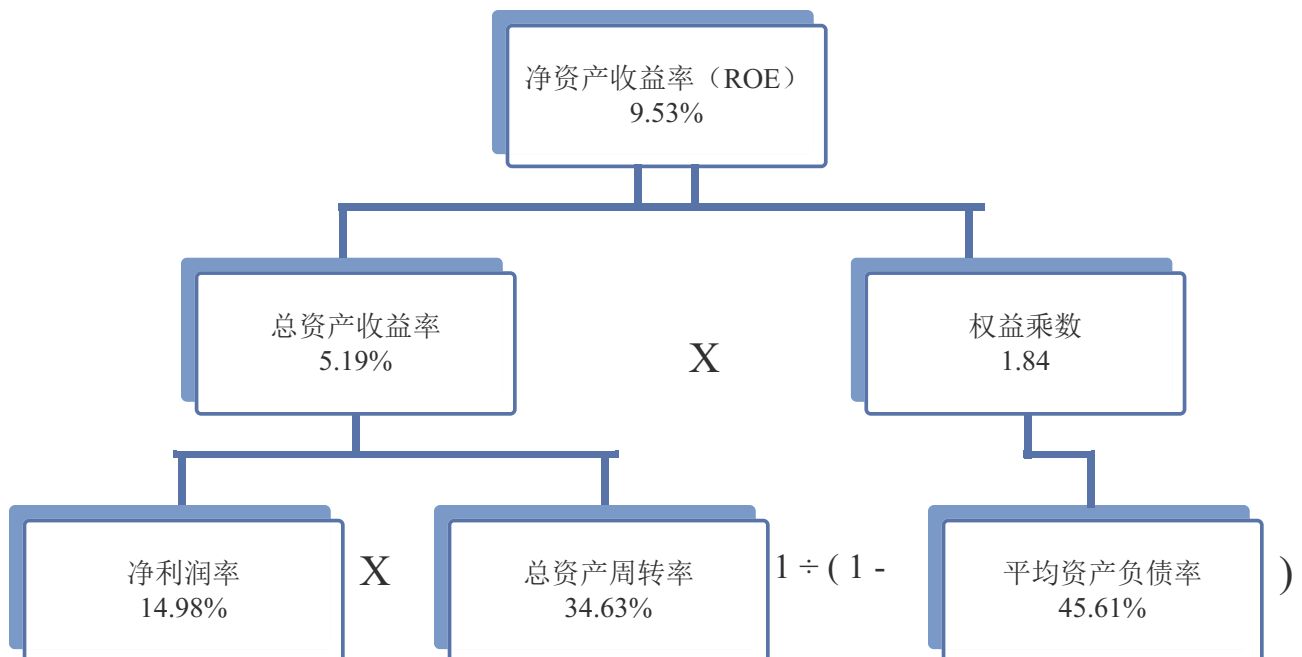 净资产收益率（ROE）
9.53%
总资产收益率
5.19%
X
权益乘数
1.84
净利润率
14.98%
X
总资产周转率
34.63%
1 ÷ ( 1 -
平均资产负债率
45.61%
)